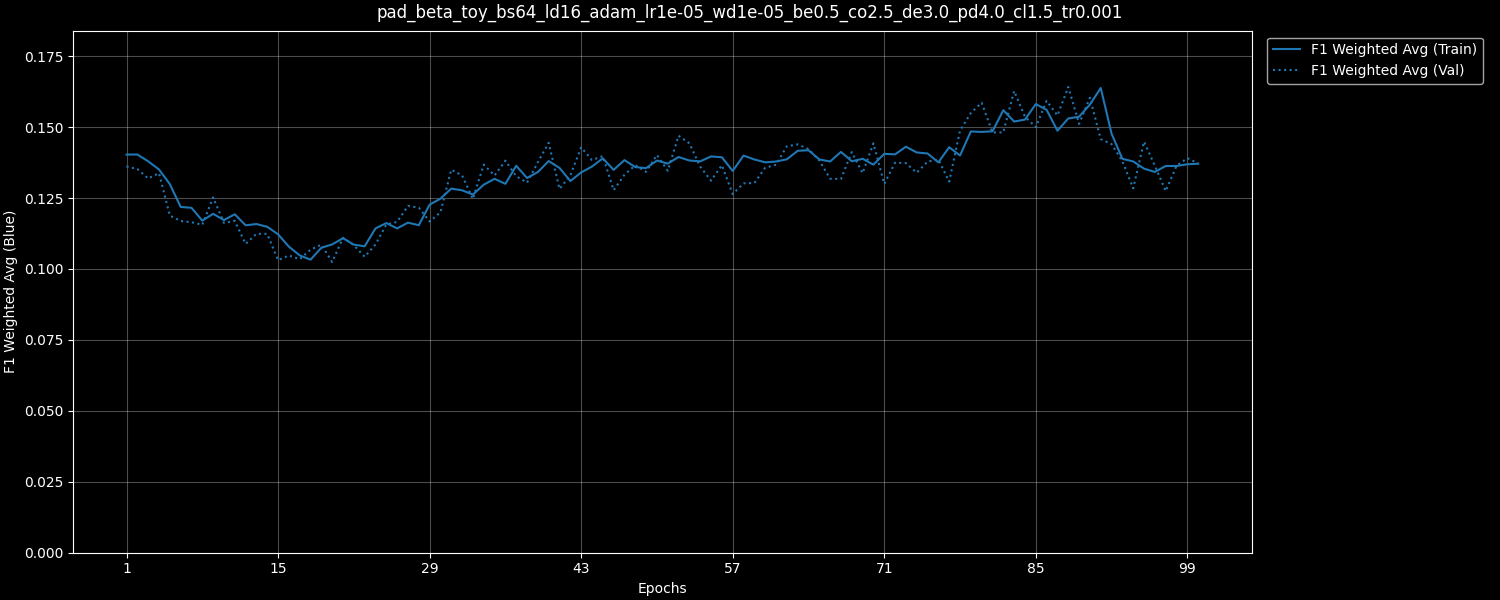 pad_beta_toy_bs64_ld16_adam_lr1e-05_wd1e-05_be0.5_co2.5_de3.0_pd4.0_cl1.5_tr0.001
F1 Weighted Avg (Train)
F1 Weighted Avg (Val)
F1 Weighted Avg (Blue)
0.175
0.150
0.125
0.100
0.075
0.050
0.025
0.000
1 15 29 43 57 71 85 99
Epochs